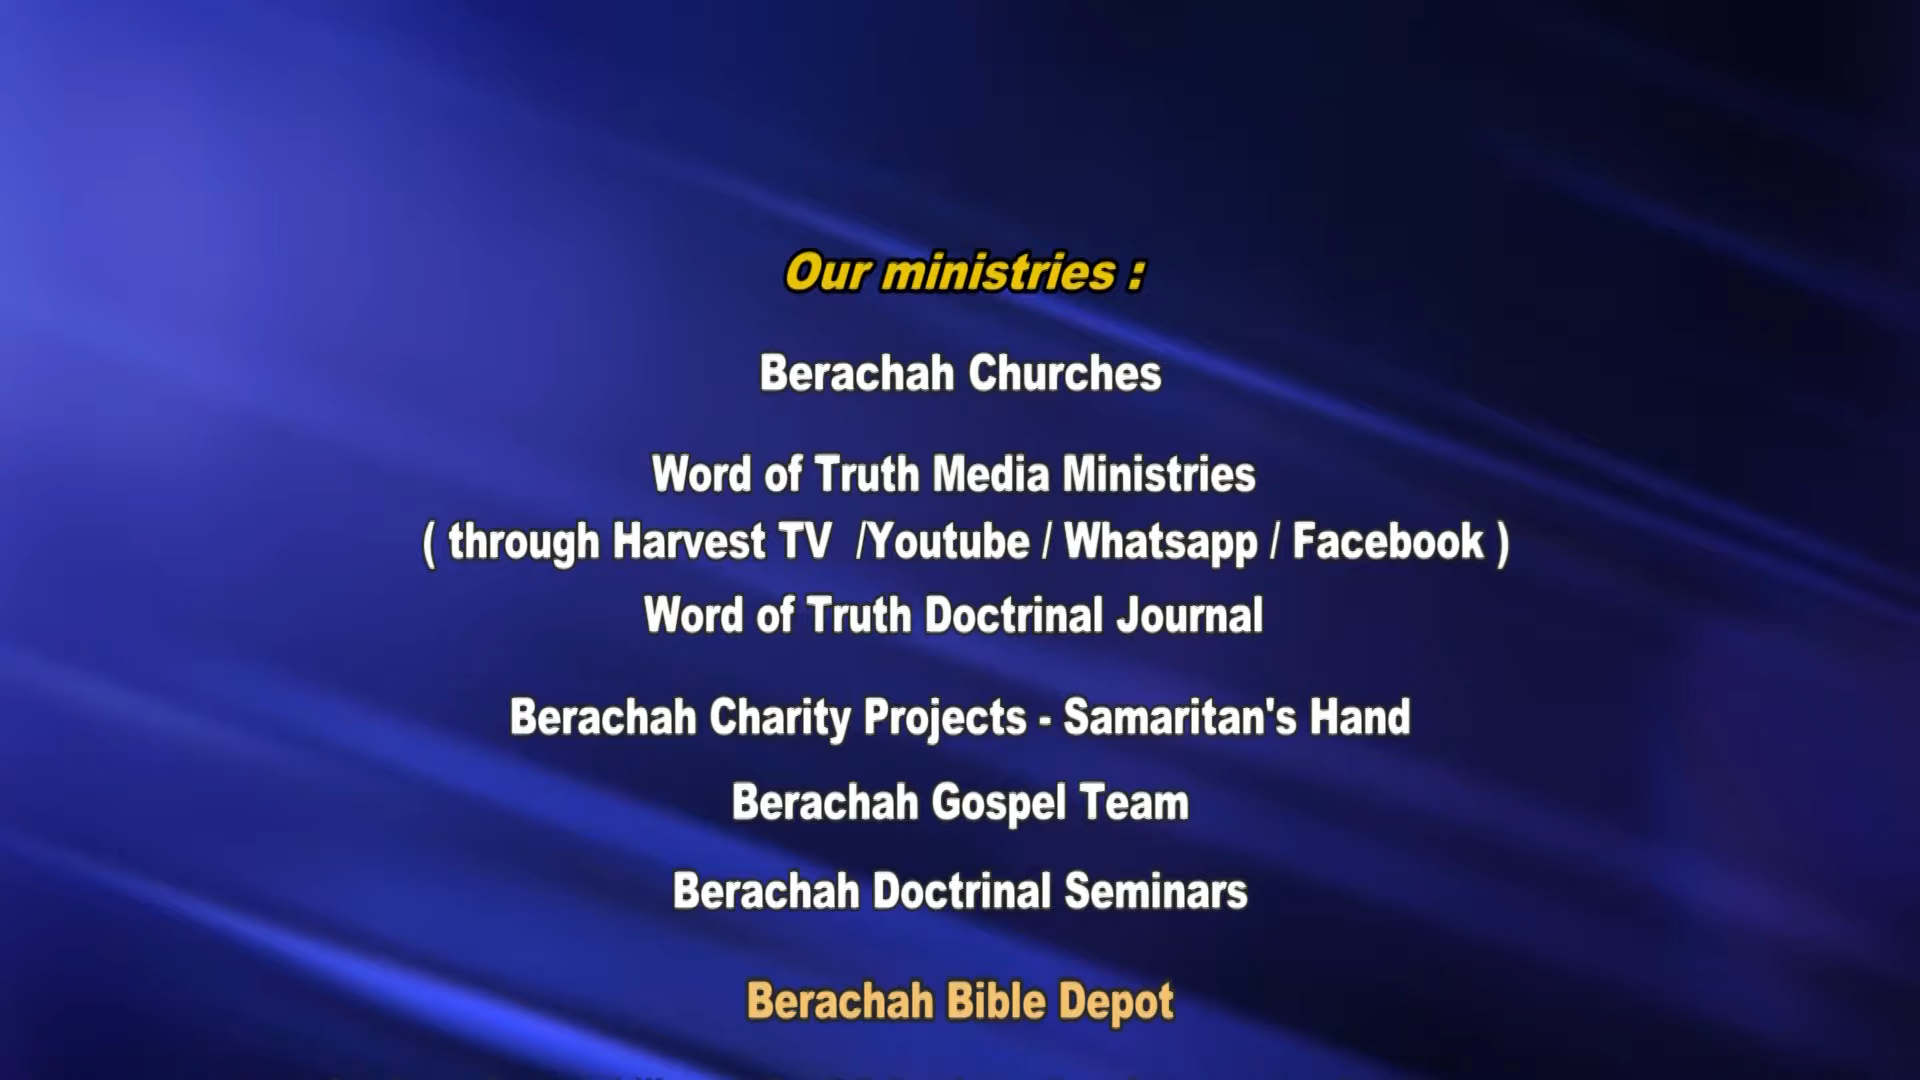 Our ministries :
Berachah Churches
Word of Truth Media Ministries
( through Harvest TV  /Youtube / Whatsapp / Facebook )
Word of Truth Doctrinal Journal
Berachah Charity Projects - Samaritan's Hand
Berachah Gospel Team
Berachah Doctrinal Seminars
Berachah Bible Depot